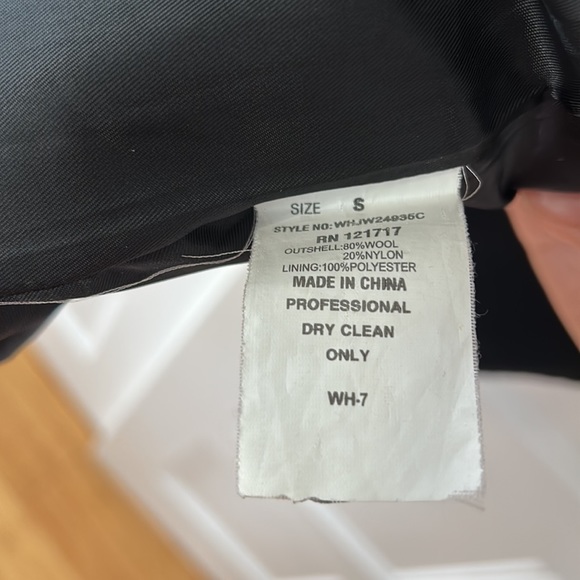 SIZE S
STYLE NO:WHJW24935C
RN 121717
OUTSHELL:80%WOOL
20%NYLON
LINING:100%POLYESTER
MADE IN CHINA
PROFESSIONAL
DRY CLEAN
ONLY
WH-7